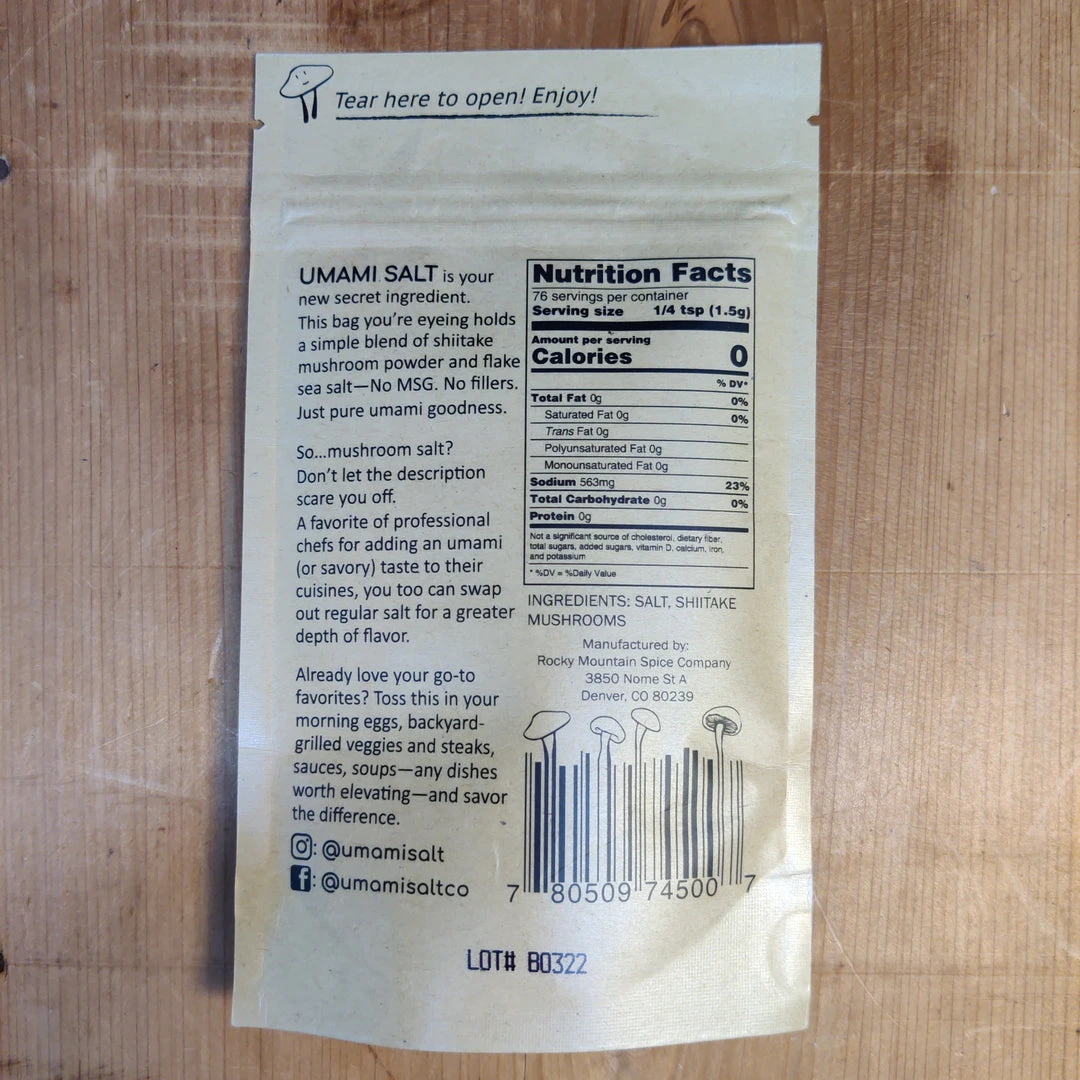 Tear here to open! Enjoy!
UMAMI SALT is your
new secret ingredient.
This bag you're eyeing holds
a simple blend of shiitake
mushroom powder and flake
sea salt—No MSG. No fillers.
Just pure umami goodness.
So...mushroom salt?
Don't let the description
scare you off.
A favorite of professional
chefs for adding an umami
(or savory) taste to their
cuisines, you too can swap
out regular salt for a greater
depth of flavor.
Already love your go-to
favorites? Toss this in your
morning eggs, backyard-
grilled veggies and steaks,
sauces, soups—any dishes
worth elevating—and savor
the difference.
: @umamisalt
: @umamisaltco
Nutrition Facts
76 servings per container
Serving size 1/4 tsp (1.5g)
Amount per serving
Calories 0
% DV*
Total Fat 0g 0%
Saturated Fat 0g 0%
Trans Fat 0g
Polyunsaturated Fat 0g
Monounsaturated Fat 0g
Sodium 563mg 23%
Total Carbohydrate 0g 0%
Protein 0g
Not a significant source of cholesterol, dietary fiber,
total sugars, added sugars, vitamin D, calcium, iron,
and potassium
* %DV = %Daily Value
INGREDIENTS: SALT, SHIITAKE
MUSHROOMS
Manufactured by:
Rocky Mountain Spice Company
3850 Nome St A
Denver, CO 80239
7 80509 74500 7
LOT# B0322